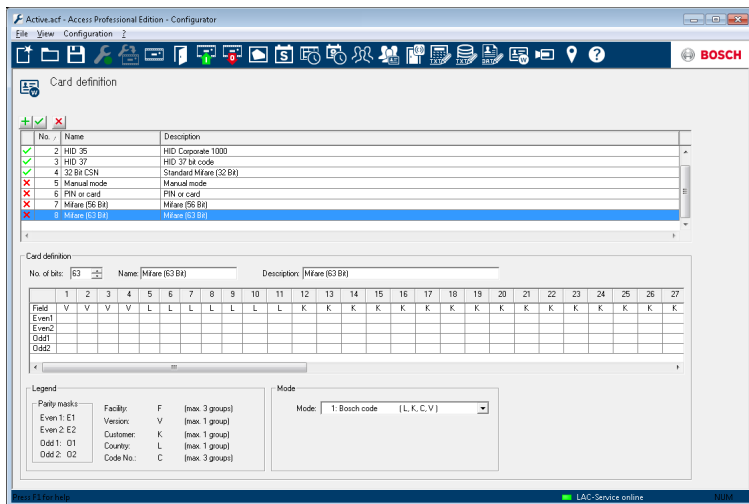 Active.acf - Access Professional Edition - Configurator
File View Configuration ?
BOSCH
Card definition
No. Name Description
2 HID 35 HID Corporate 1000
3 HID 37 HID 37 bit code
4 32 Bit CSN Standard Mifare (32 Bit)
5 Manual mode Manual mode
6 PIN or card PIN or card
7 Mifare (56 Bit) Mifare (56 Bit)
8 Mifare (63 Bit) Mifare (63 Bit)
Card definition
No. of bits: 63 Name: Mifare (63 Bit) Description: Mifare (63 Bit)
1 2 3 4 5 6 7 8 9 10 11 12 13 14 15 16 17 18 19 20 21 22 23 24 25 26 27
Field V V V V L L L L L L L K K K K K K K K K K K K K K K K
Even1
Even2
Odd1
Odd2
Legend
Parity masks
Even 1: E1
Even 2: E2
Odd 1: O1
Odd 2: O2
Facility: F (max. 3 groups)
Version: V (max. 1 group)
Customer: K (max. 1 group)
Country: L (max. 1 group)
Code No.: C (max. 3 groups)
Mode
Mode: 1: Bosch code ( L, K, C, V )
Press F1 for help LAC-Service online NUM